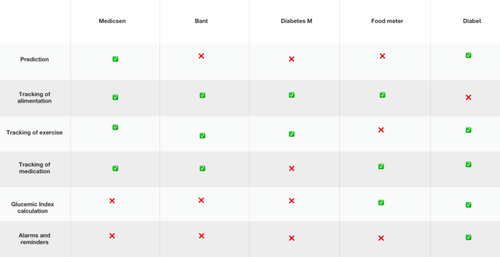 Medicsen Bant Diabetes M Food meter Diabet
Prediction ✅ ❌ ❌ ❌ ✅
Tracking of
alimentation ✅ ✅ ✅ ✅ ❌
Tracking of exercise ✅ ✅ ✅ ❌ ✅
Tracking of
medication ✅ ✅ ❌ ✅ ✅
Glucemic Index
calculation ❌ ❌ ❌ ✅ ✅
Alarms and
reminders ❌ ❌ ❌ ❌ ✅